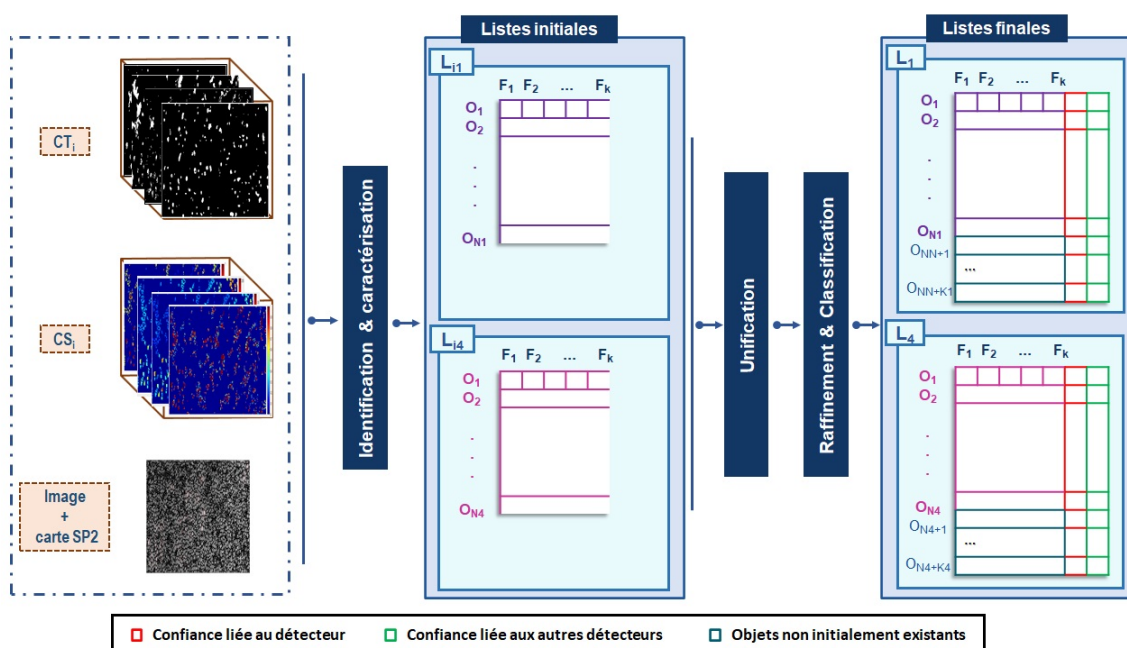 Listes initiales
Listes finales
CTi
CSi
Image
+
carte SP2
Identification & caractérisation
Li1
F1 F2 ... Fk
O1
O2
.
.
.
ON1
Li4
F1 F2 ... Fk
O1
O2
.
.
.
ON4
Unification
Raffinement & Classification
L1
F1 F2 ... Fk
O1
O2
.
.
.
ON1
ONN+1
...
ONN+K1
L4
F1 F2 ... Fk
O1
O2
.
.
.
ON4
ON4+1
...
ON4+K4
Confiance liée au détecteur
Confiance liée aux autres détecteurs
Objets non initialement existants